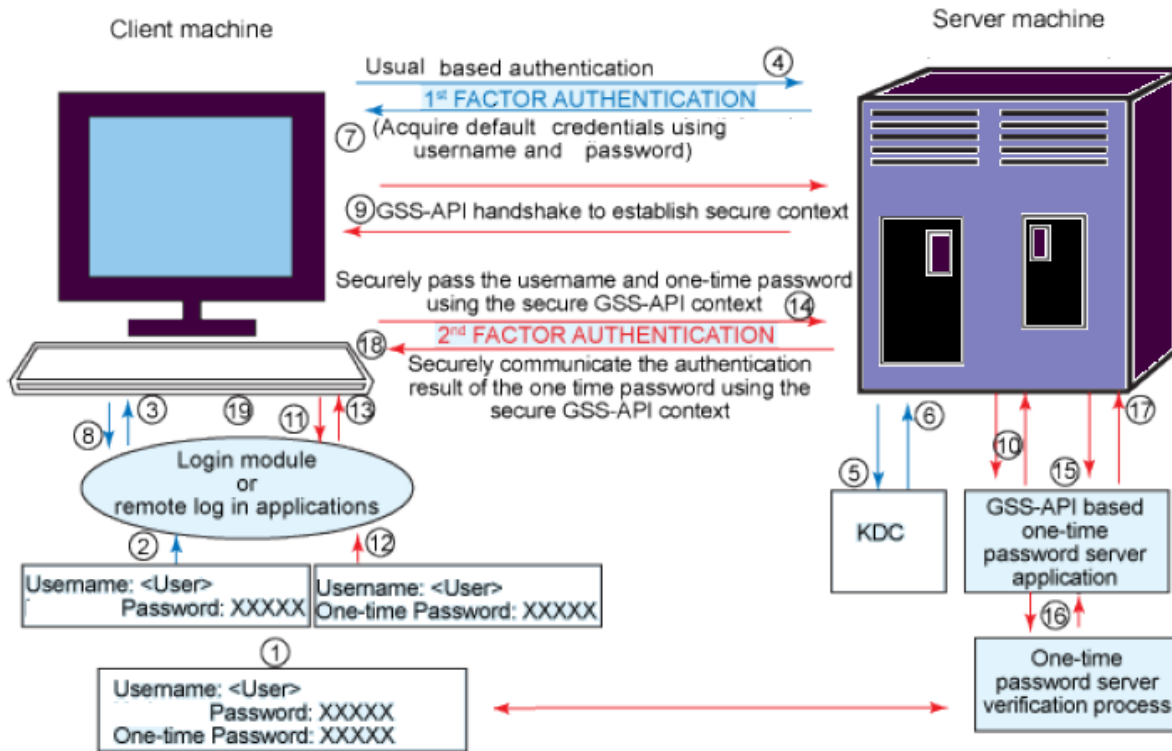 Client machine
Server machine
Usual based authentication
④
1st FACTOR AUTHENTICATION
⑦
(Acquire default credentials using
username and password)
⑨ GSS-API handshake to establish secure context
Securely pass the username and one-time password
using the secure GSS-API context
⑭
2nd FACTOR AUTHENTICATION
⑱
Securely communicate the authentication
result of the one time password using the
secure GSS-API context
⑧
③
⑲
⑪
⑬
Login module
or
remote log in applications
②
⑫
Username: <User>
Password: XXXXX
Username: <User>
One-time Password: XXXXX
①
Username: <User>
Password: XXXXX
One-time Password: XXXXX
⑤
⑥
KDC
⑩
⑮
⑰
GSS-API based
one-time
password server
application
⑯
One-time
password server
verification process